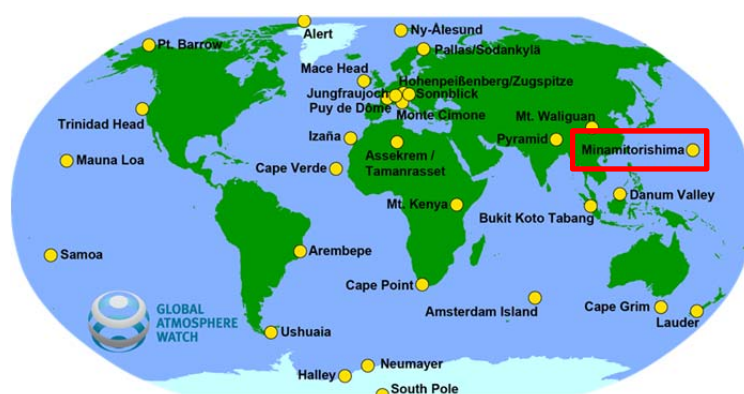 Alert
Ny-Ålesund
Pt. Barrow
Pallas/Sodankylä
Mace Head
Hohenpeißenberg/Zugspitze
Jungfraujoch
Sonnblick
Puy de Dôme
Monte Cimone
Mt. Waliguan
Trinidad Head
Izaña
Pyramid
Minamitorishima
Mauna Loa
Assekrem /
Tamanrasset
Cape Verde
Mt. Kenya
Danum Valley
Bukit Koto Tabang
Samoa
Arembepe
Cape Point
Amsterdam Island
Cape Grim
Lauder
GLOBAL
ATMOSPHERE
WATCH
Ushuaia
Neumayer
Halley
South Pole